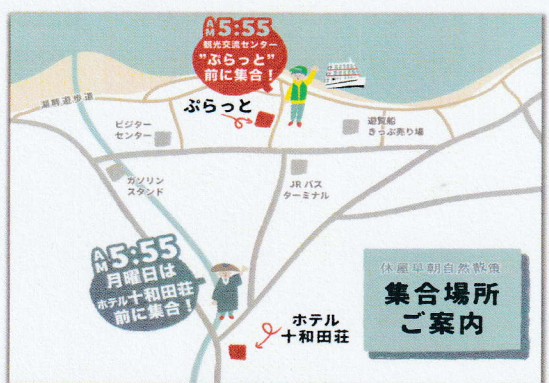 AM5:55
観光交流センター
"ぷらっと"
前に集合！
湖畔遊歩道
ビジター
センター
ぷらっと
遊覧船
きっぷ売り場
ガソリン
スタンド
JRバス
ターミナル
AM5:55
月曜日は
ホテル十和田荘
前に集合！
休屋早朝自然散策
集合場所
ご案内
ホテル
十和田荘